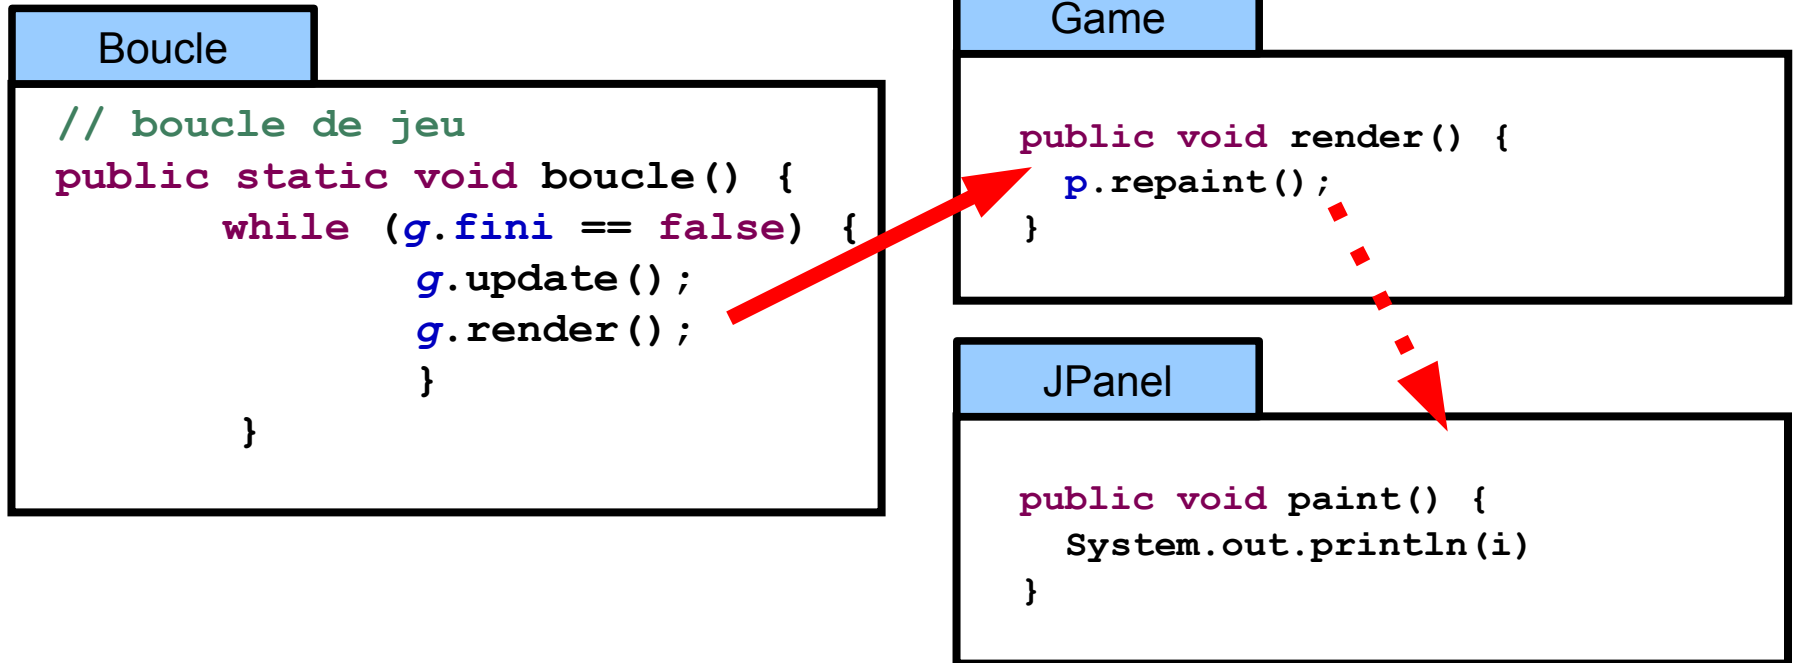 Boucle
// boucle de jeu
public static void boucle() {
while (g.fini == false) {
g.update();
g.render();
}
}
Game
public void render() {
p.repaint();
}
JPanel
public void paint() {
System.out.println(i)
}